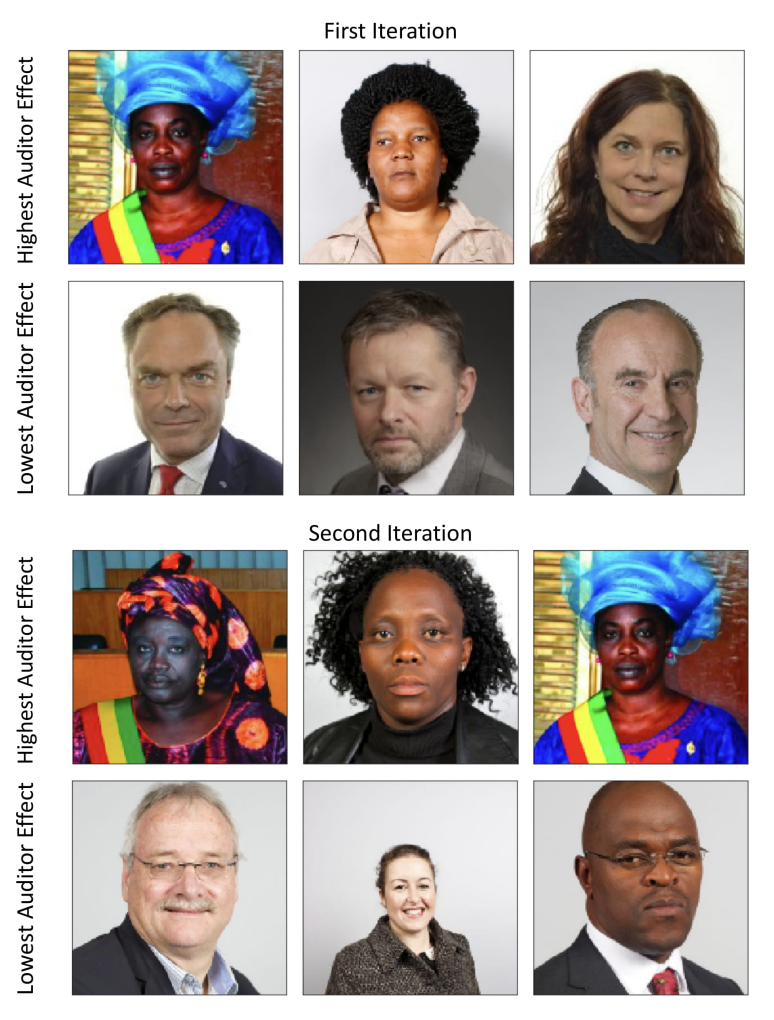 First Iteration
Highest Auditor Effect
Lowest Auditor Effect
Second Iteration
Highest Auditor Effect
Lowest Auditor Effect